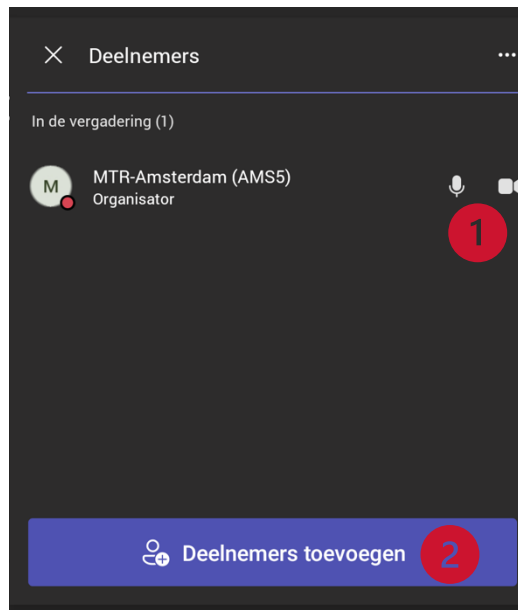 Deelnemers
In de vergadering (1)
M
MTR-Amsterdam (AMS5)
Organisator
1
Deelnemers toevoegen
2